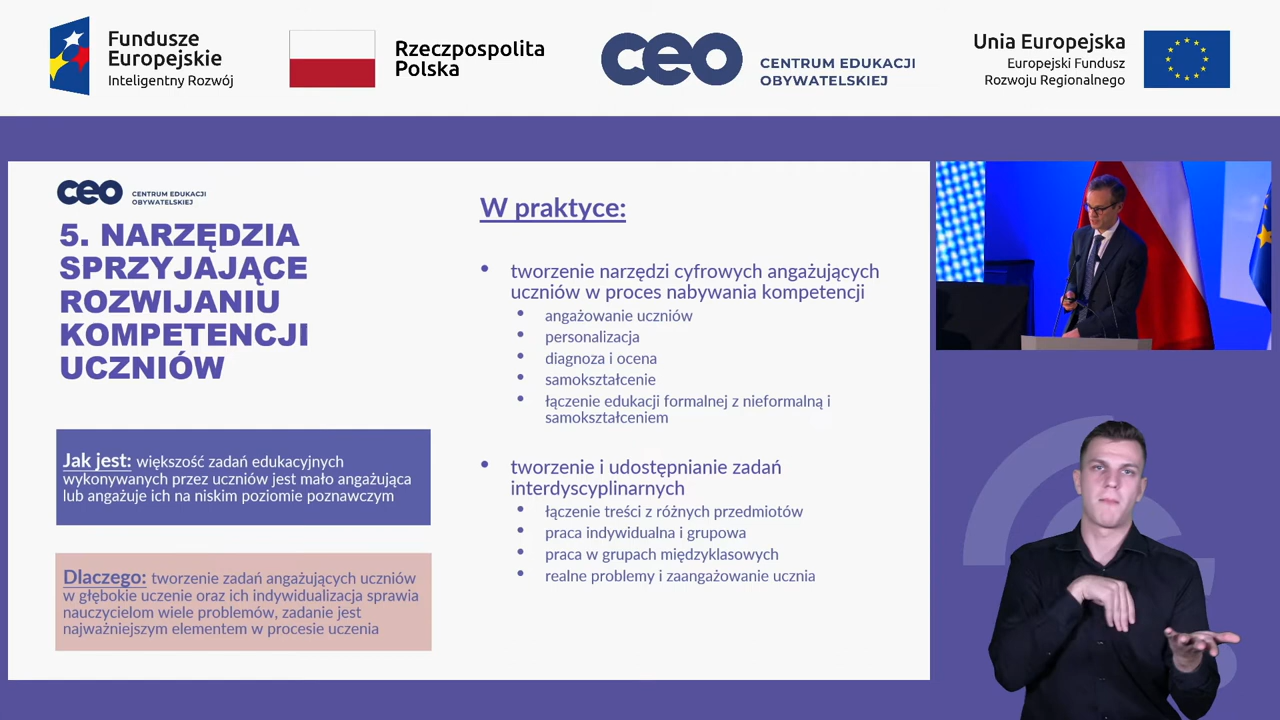 Fundusze
Europejskie
Inteligentny Rozwój
Rzeczpospolita
Polska
ceo
CENTRUM EDUKACJI
OBYWATELSKIEJ
Unia Europejska
Europejski Fundusz
Rozwoju Regionalnego
ceo
CENTRUM EDUKACJI
OBYWATELSKIEJ
5. NARZĘDZIA
SPRZYJAJĄCE
ROZWIJANIU
KOMPETENCJI
UCZNIÓW
Jak jest: większość zadań edukacyjnych
wykonywanych przez uczniów jest mało angażująca
lub angażuje ich na niskim poziomie poznawczym
Dlaczego: tworzenie zadań angażujących uczniów
w głębokie uczenie oraz ich indywidualizacja sprawia
nauczycielom wiele problemów, zadanie jest
najważniejszym elementem w procesie uczenia
W praktyce:
• tworzenie narzędzi cyfrowych angażujących
uczniów w proces nabywania kompetencji
• angażowanie uczniów
• personalizacja
• diagnoza i ocena
• samokształcenie
• łączenie edukacji formalnej z nieformalną i
samokształceniem
• tworzenie i udostępnianie zadań
interdyscyplinarnych
• łączenie treści z różnych przedmiotów
• praca indywidualna i grupowa
• praca w grupach międzyklasowych
• realne problemy i zaangażowanie ucznia